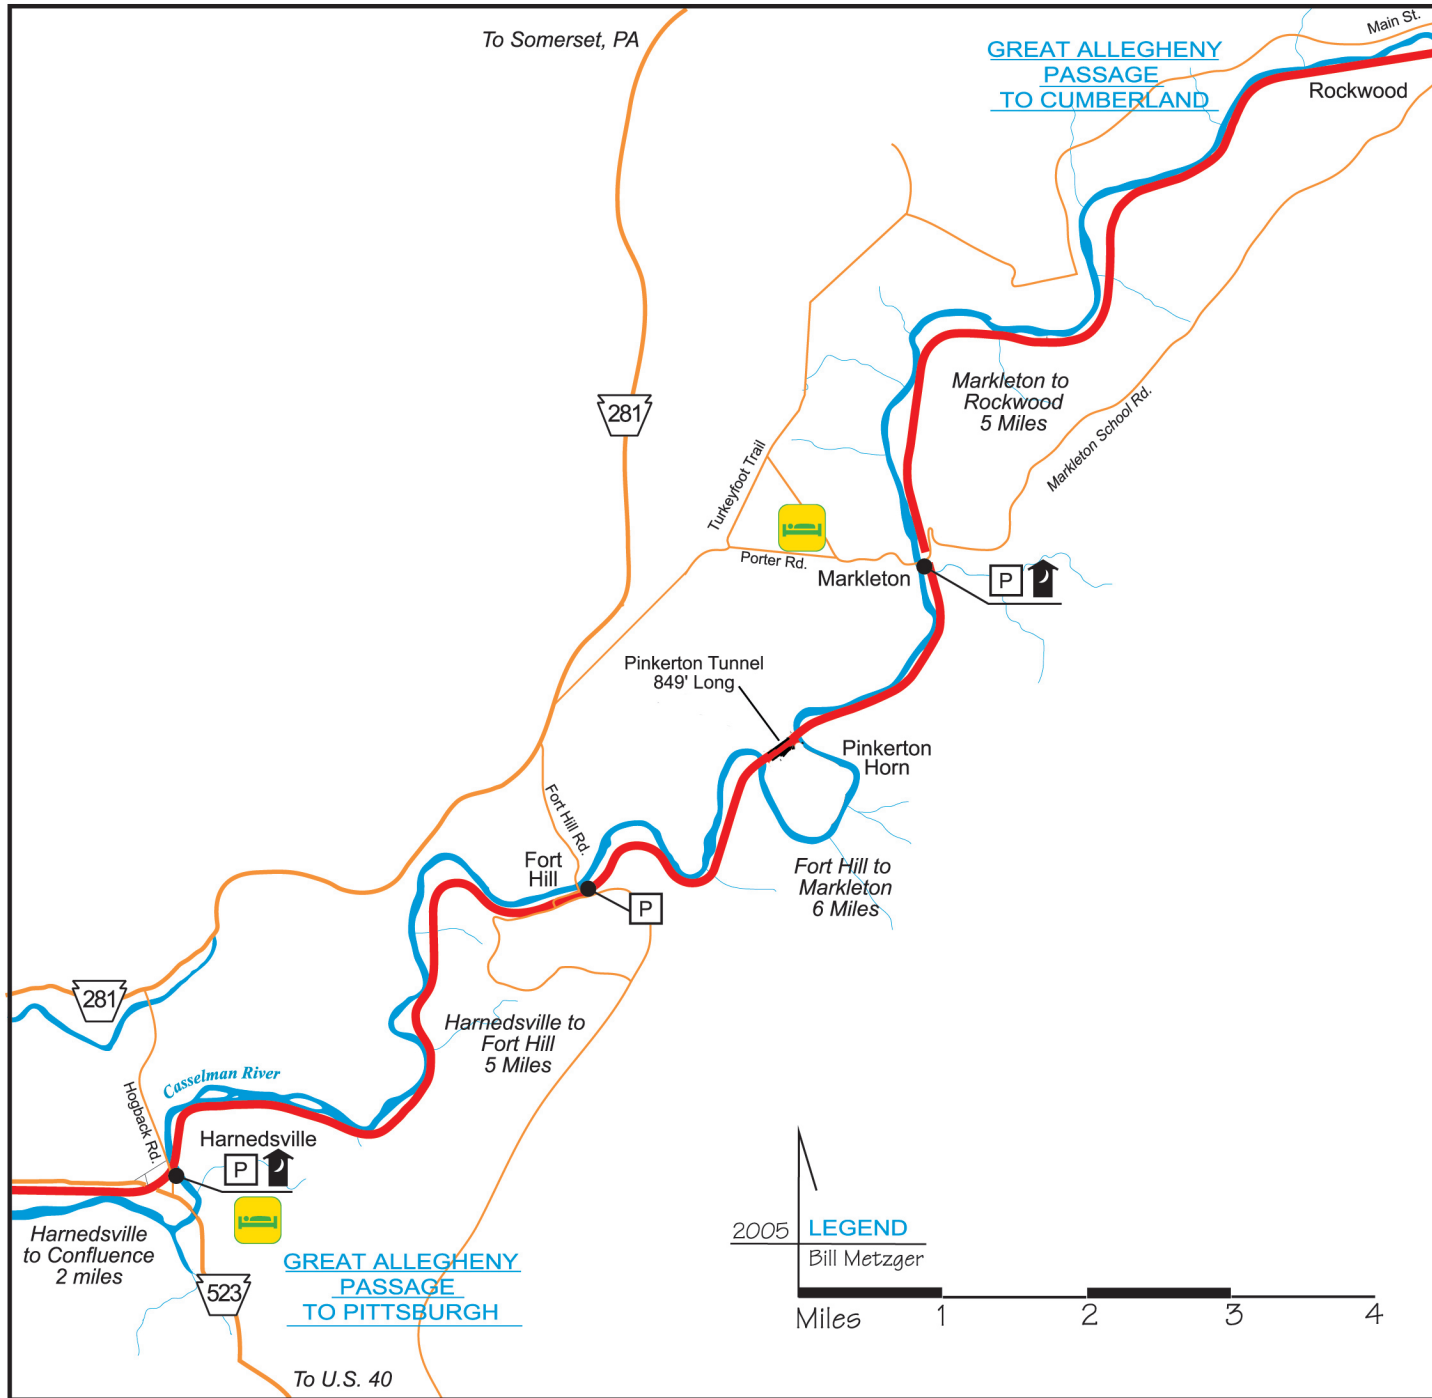 To Somerset, PA
GREAT ALLEGHENY
PASSAGE
TO CUMBERLAND
Main St.
Rockwood
281
Markleton to
Rockwood
5 Miles
Markleton School Rd.
Turkeyfoot Trail
Porter Rd.
Markleton
P
Pinkerton Tunnel
849' Long
Pinkerton
Horn
Fort Hill Rd.
Fort
Hill
P
Fort Hill to
Markleton
6 Miles
281
Harnedsville to
Fort Hill
5 Miles
Casselman River
Hogback Rd.
Harnedsville
P
Harnedsville
to Confluence
2 miles
523
GREAT ALLEGHENY
PASSAGE
TO PITTSBURGH
To U.S. 40
2005
LEGEND
Bill Metzger
Miles 1 2 3 4